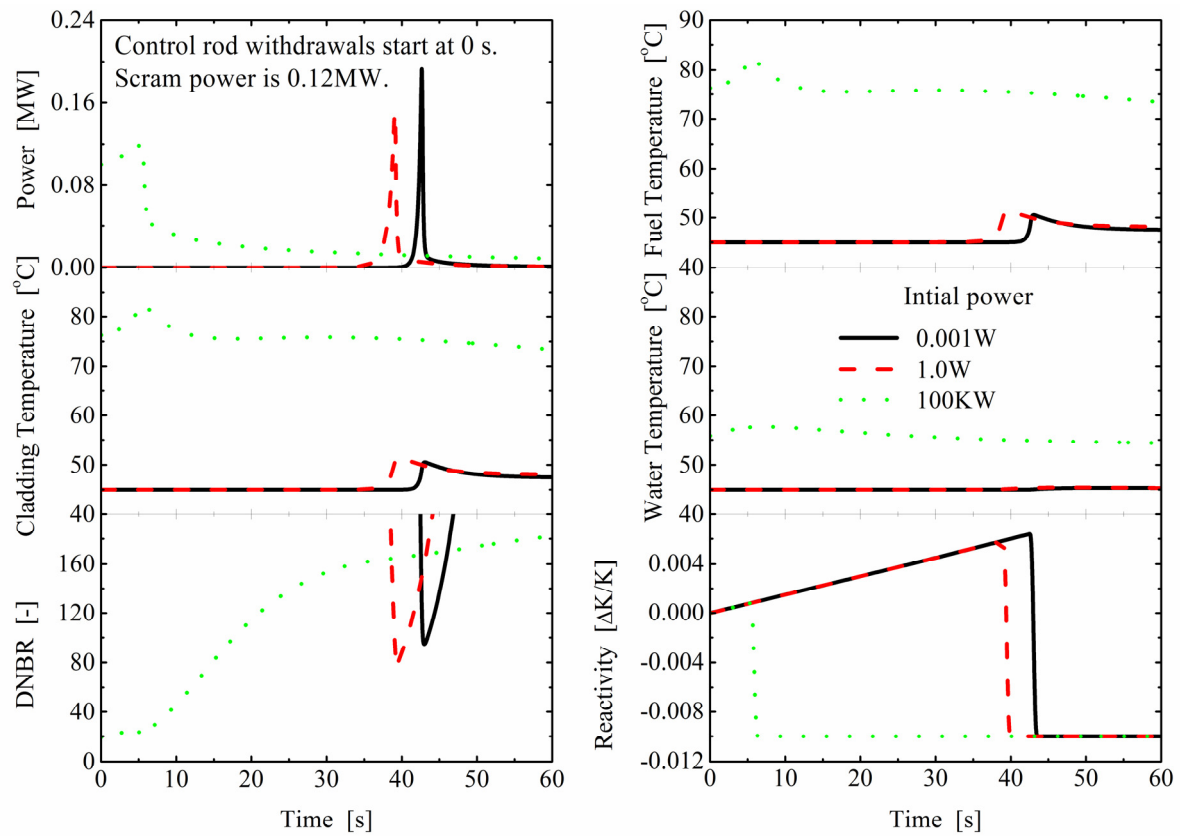 Control rod withdrawals start at 0 s.
Scram power is 0.12MW.
Power [MW]
0.24
0.16
0.08
0.00
Cladding Temperature [°C]
80
70
60
50
DNBR [-]
160
120
80
40
0
0 10 20 30 40 50 60
Time [s]
Fuel Temperature [°C]
90
80
70
60
50
40
Water Temperature [°C]
80
70
60
50
40
Intial power
0.001W
1.0W
100KW
Reactivity [ΔK/K]
0.004
0.000
-0.004
-0.008
-0.012
0 10 20 30 40 50 60
Time [s]